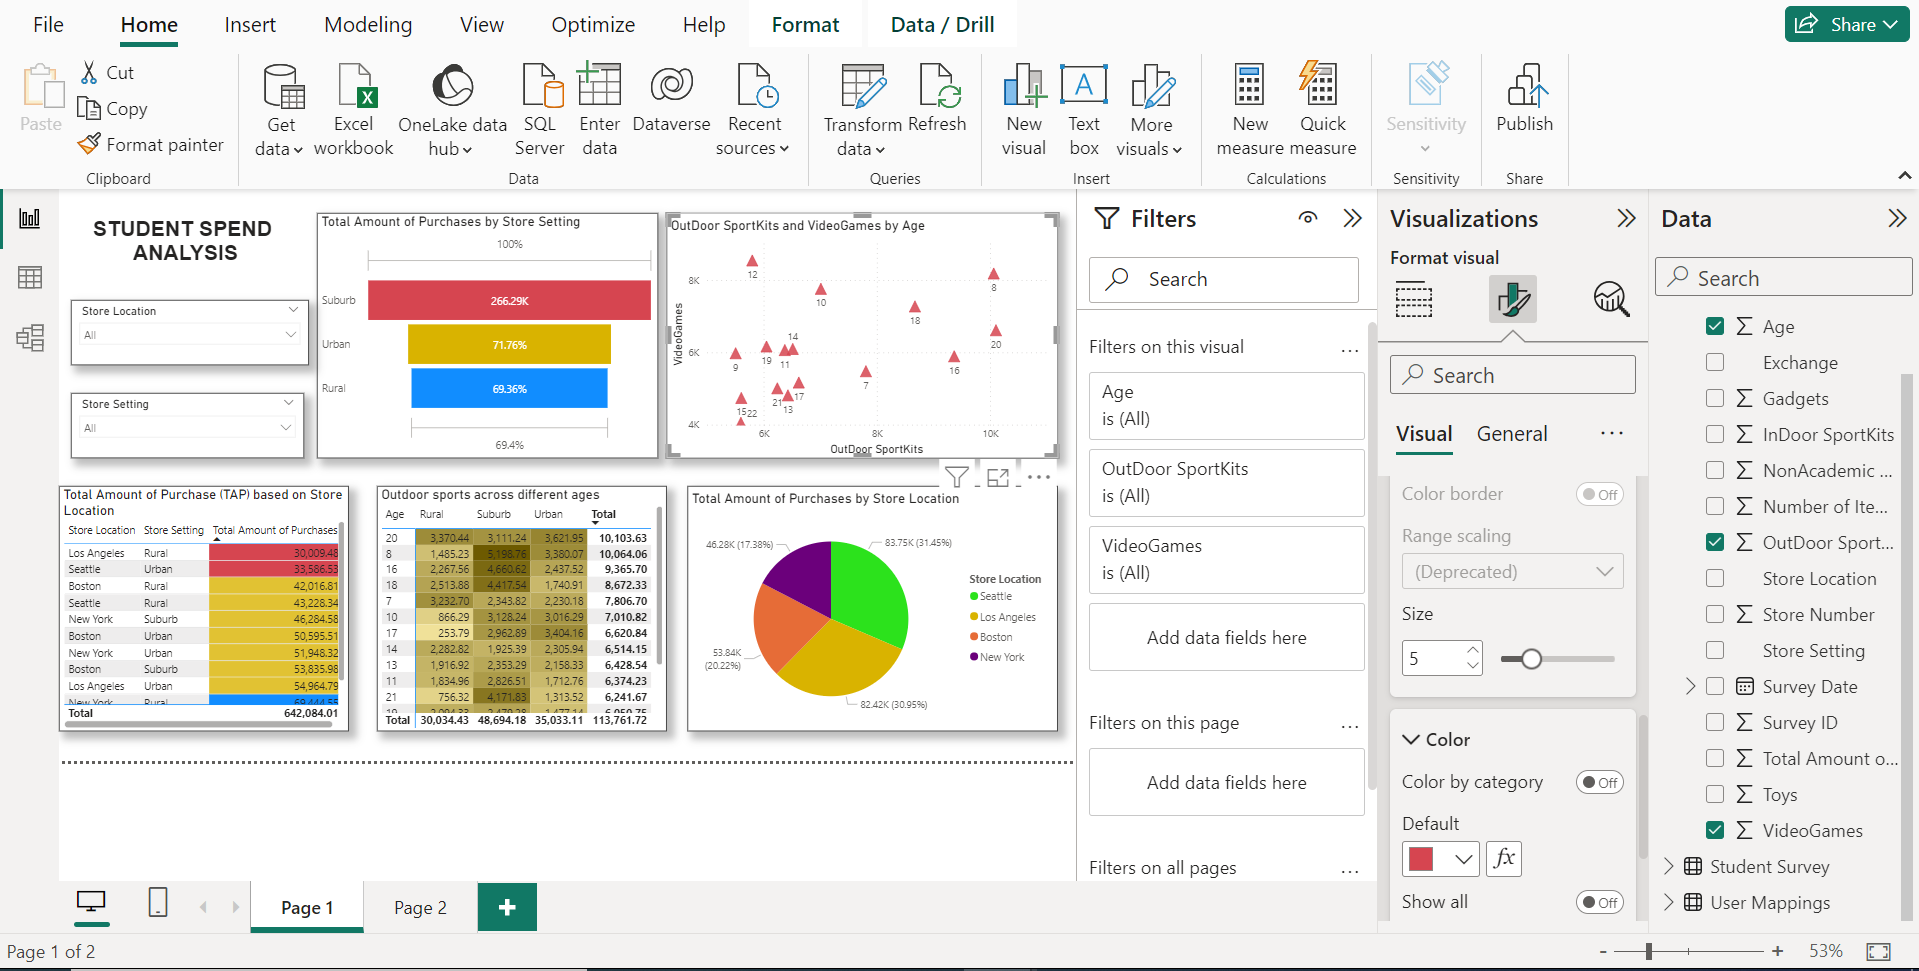 File Home Insert Modeling View Optimize Help Format Data / Drill Share
Paste
Cut
Copy
Format painter
Get data
Excel workbook
OneLake data hub
SQL Server
Enter data
Dataverse
Recent sources
Transform data
Refresh
New visual
Text box
More visuals
New measure
Quick measure
Sensitivity
Publish
Clipboard Data Queries Insert Calculations Sensitivity Share
STUDENT SPEND
ANALYSIS
Store Location
All
Store Setting
All
Total Amount of Purchases by Store Setting
100%
Suburb 266.29K
Urban 71.76%
Rural 69.36%
69.4%
OutDoor SportKits and VideoGames by Age
VideoGames
8K
6K
4K
12
8
10
18
14
20
9
19
11
16
7
17
21
13
15
22
6K 8K 10K
OutDoor SportKits
Total Amount of Purchase (TAP) based on Store
Location
Store Location Store Setting Total Amount of Purchases
Los Angeles Rural 30,009.48
Seattle Urban 33,586.53
Boston Rural 42,016.81
Seattle Rural 43,228.34
New York Suburb 46,284.58
Boston Urban 50,595.51
New York Urban 51,948.32
Boston Suburb 53,835.98
Los Angeles Urban 54,964.79
New York Rural 69,444.55
Total 642,084.01
Outdoor sports across different ages
Age Rural Suburb Urban Total
20 3,370.44 3,111.24 3,621.95 10,103.63
8 1,485.23 5,198.76 3,380.07 10,064.06
16 2,267.56 4,660.62 2,437.52 9,365.70
18 2,513.88 4,417.54 1,740.91 8,672.33
7 3,232.70 2,343.82 2,230.18 7,806.70
10 866.29 3,128.24 3,016.29 7,010.82
17 253.79 2,962.89 3,404.16 6,620.84
14 2,282.82 1,925.39 2,305.94 6,514.15
13 1,916.92 2,353.29 2,158.33 6,428.54
11 1,834.96 2,826.51 1,712.76 6,374.23
21 756.32 4,171.83 1,313.52 6,241.67
Total 30,034.43 48,694.18 35,033.11 113,761.72
Total Amount of Purchases by Store Location
46.28K (17.38%)
83.75K (31.45%)
53.84K
(20.22%)
82.42K (30.95%)
Store Location
Seattle
Los Angeles
Boston
New York
Filters
Search
Filters on this visual ...
Age
is (All)
OutDoor SportKits
is (All)
VideoGames
is (All)
Add data fields here
Filters on this page ...
Add data fields here
Filters on all pages ...
Visualizations
Format visual
Search
Visual General ...
Color border Off
Range scaling
(Deprecated)
Size
5
Color
Color by category Off
Default
fx
Show all Off
Data
Search
Age
Exchange
Gadgets
InDoor SportKits
NonAcademic ...
Number of Ite...
OutDoor Sport...
Store Location
Store Number
Store Setting
Survey Date
Survey ID
Total Amount o...
Toys
VideoGames
Student Survey
User Mappings
Page 1 Page 2 +
Page 1 of 2
- + 53%